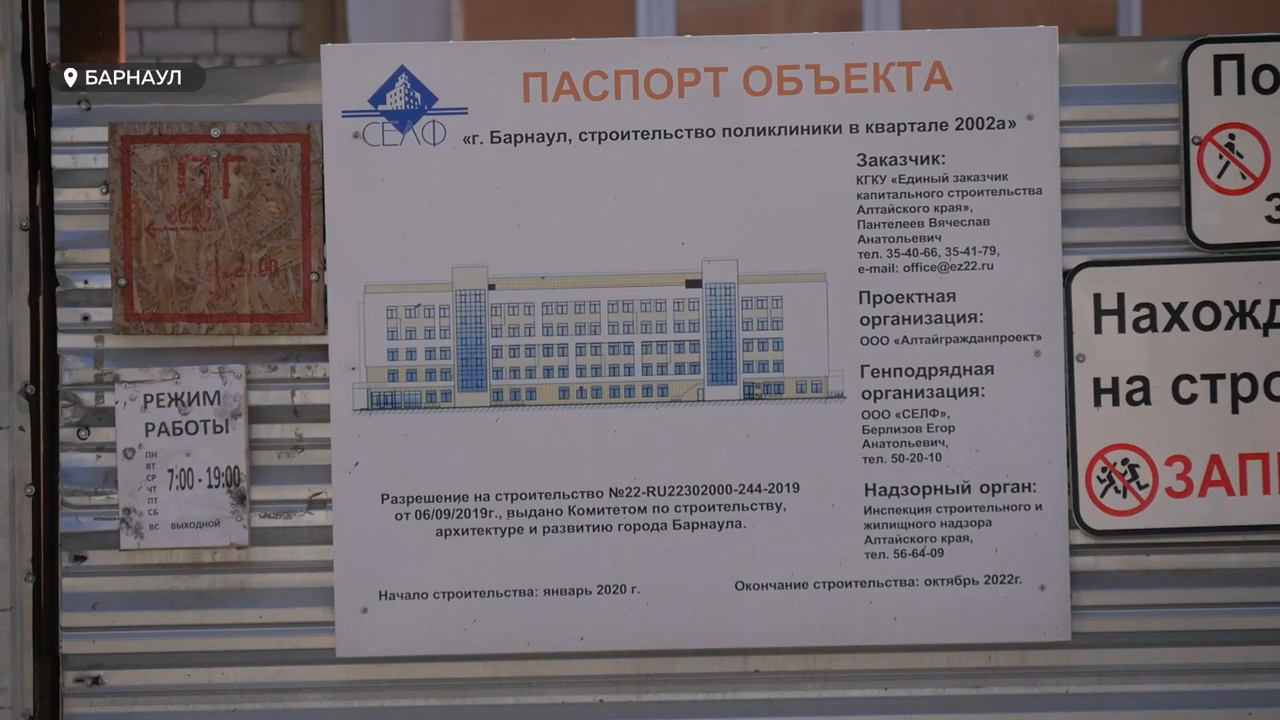 БАРНАУЛ
СЕЛФ
ПАСПОРТ ОБЪЕКТА
«г. Барнаул, строительство поликлиники в квартале 2002а»
Заказчик:
КГКУ «Единый заказчик
капитального строительства
Алтайского края»,
Пантелеев Вячеслав
Анатольевич
тел. 35-40-66, 35-41-79,
e-mail: office@ez22.ru
Проектная
организация:
ООО «Алтайгражданпроект»
Генподрядная
организация:
ООО «СЕЛФ»,
Берлизов Егор
Анатольевич,
тел. 50-20-10
Надзорный орган:
Инспекция строительного и
жилищного надзора
Алтайского края,
тел. 56-64-09
Разрешение на строительство №22-RU22302000-244-2019
от 06/09/2019г., выдано Комитетом по строительству,
архитектуре и развитию города Барнаула.
Начало строительства: январь 2020 г.
Окончание строительства: октябрь 2022г.
РЕЖИМ
РАБОТЫ
ПН
ВТ
СР
ЧТ
ПТ
СБ
7:00 - 19:00
ВС ВЫХОДНОЙ
По
З
Нахожд
на стро
ЗАП